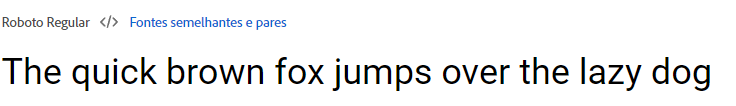 Roboto Regular </> Fontes semelhantes e pares
The quick brown fox jumps over the lazy dog